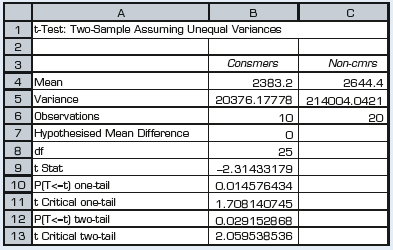 A B C
1 t-Test: Two-Sample Assuming Unequal Variances
2
3 Consmers Non-cmrs
4 Mean 2383.2 2644.4
5 Variance 20376.17778 214004.0421
6 Observations 10 20
7 Hypothesised Mean Difference 0
8 df 25
9 t Stat –2.31433179
10 P(T<=t) one-tail 0.014576434
11 t Critical one-tail 1.708140745
12 P(T<=t) two-tail 0.029152868
13 t Critical two-tail 2.059538536